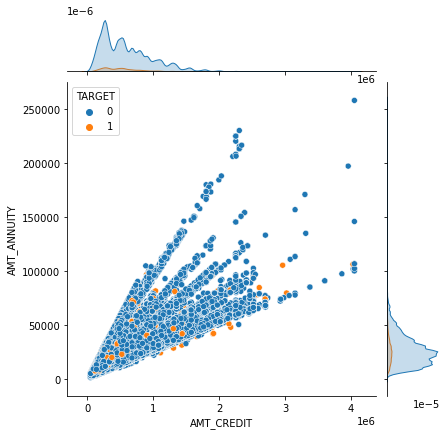 1e−6
1e6
TARGET
0
1
250000
200000
150000
100000
50000
0
AMT_ANNUITY
0 1 2 3 4
1e6
AMT_CREDIT
1e−5